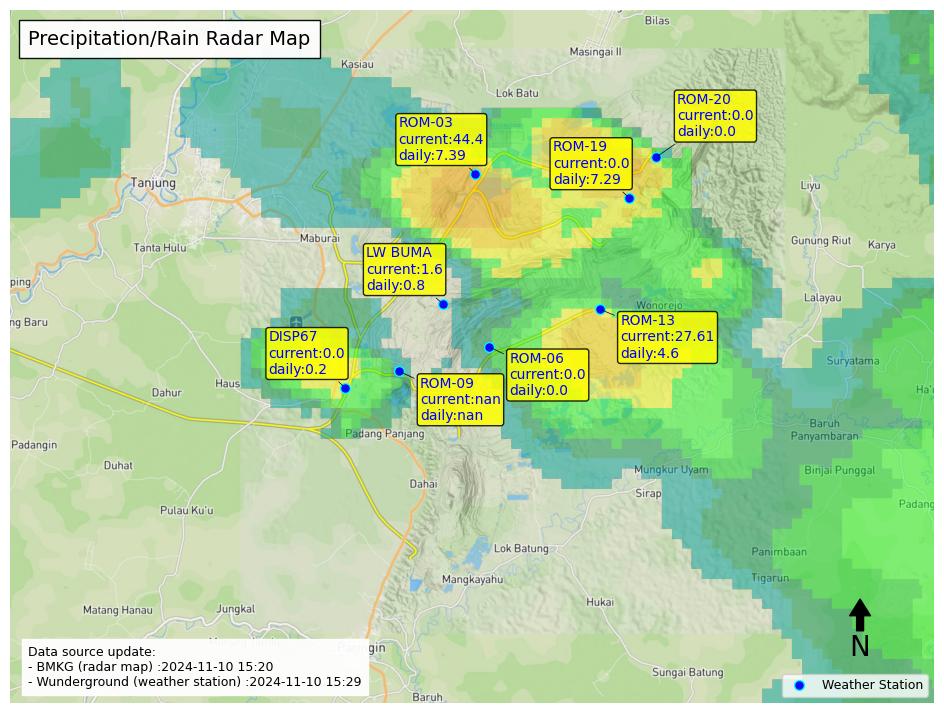 Precipitation/Rain Radar Map
Bilas
Masingai II
Kasiau
Lok Batu
ROM-20
current:0.0
daily:0.0
ROM-03
current:44.4
daily:7.39
ROM-19
current:0.0
daily:7.29
Tanjung
Liyu
Maburai
Tanta Hulu
Gunung Riut
Karya
LW BUMA
current:1.6
daily:0.8
ping
Lalayau
Wonorejo
ng Baru
ROM-13
current:27.61
daily:4.6
DISP67
current:0.0
daily:0.2
ROM-06
current:0.0
daily:0.0
Suryatama
ROM-09
current:nan
daily:nan
Haus
Dahur
Ha'
Baruh
Panyambaran
Padang Panjang
Padangin
Duhat
Mungkur Uyam
Binjai Punggal
Dahai
Sirap
Padang
Pulau Ku'u
Lok Batung
Panimbaan
Mangkayahu
Tigarun
Hukai
Matang Hanau
Jungkal
N
Data source update:
- BMKG (radar map) :2024-11-10 15:20
- Wunderground (weather station) :2024-11-10 15:29
Sungai Batung
Weather Station
Baruh